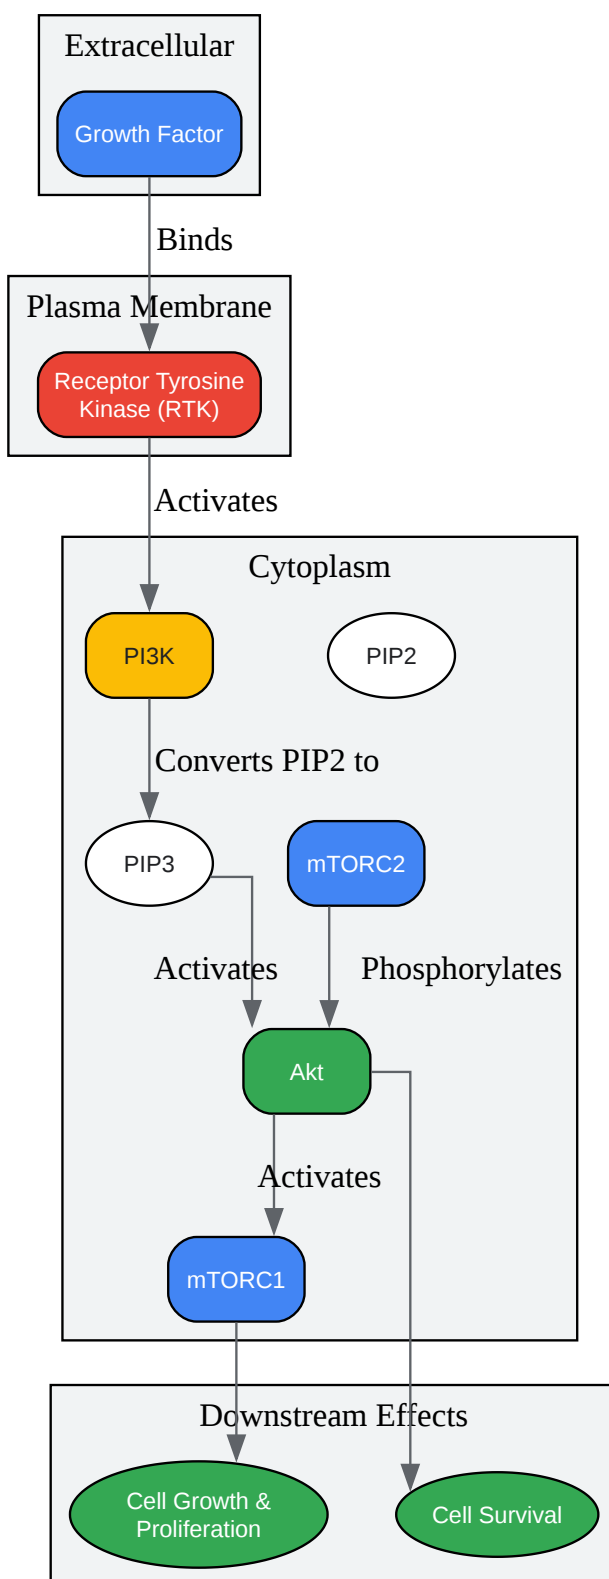 Extracellular
Growth Factor
Binds
Plasma Membrane
Receptor Tyrosine
Kinase (RTK)
Activates
Cytoplasm
PI3K
PIP2
Converts PIP2 to
PIP3
mTORC2
Activates
Phosphorylates
Akt
Activates
mTORC1
Downstream Effects
Cell Growth &
Proliferation
Cell Survival